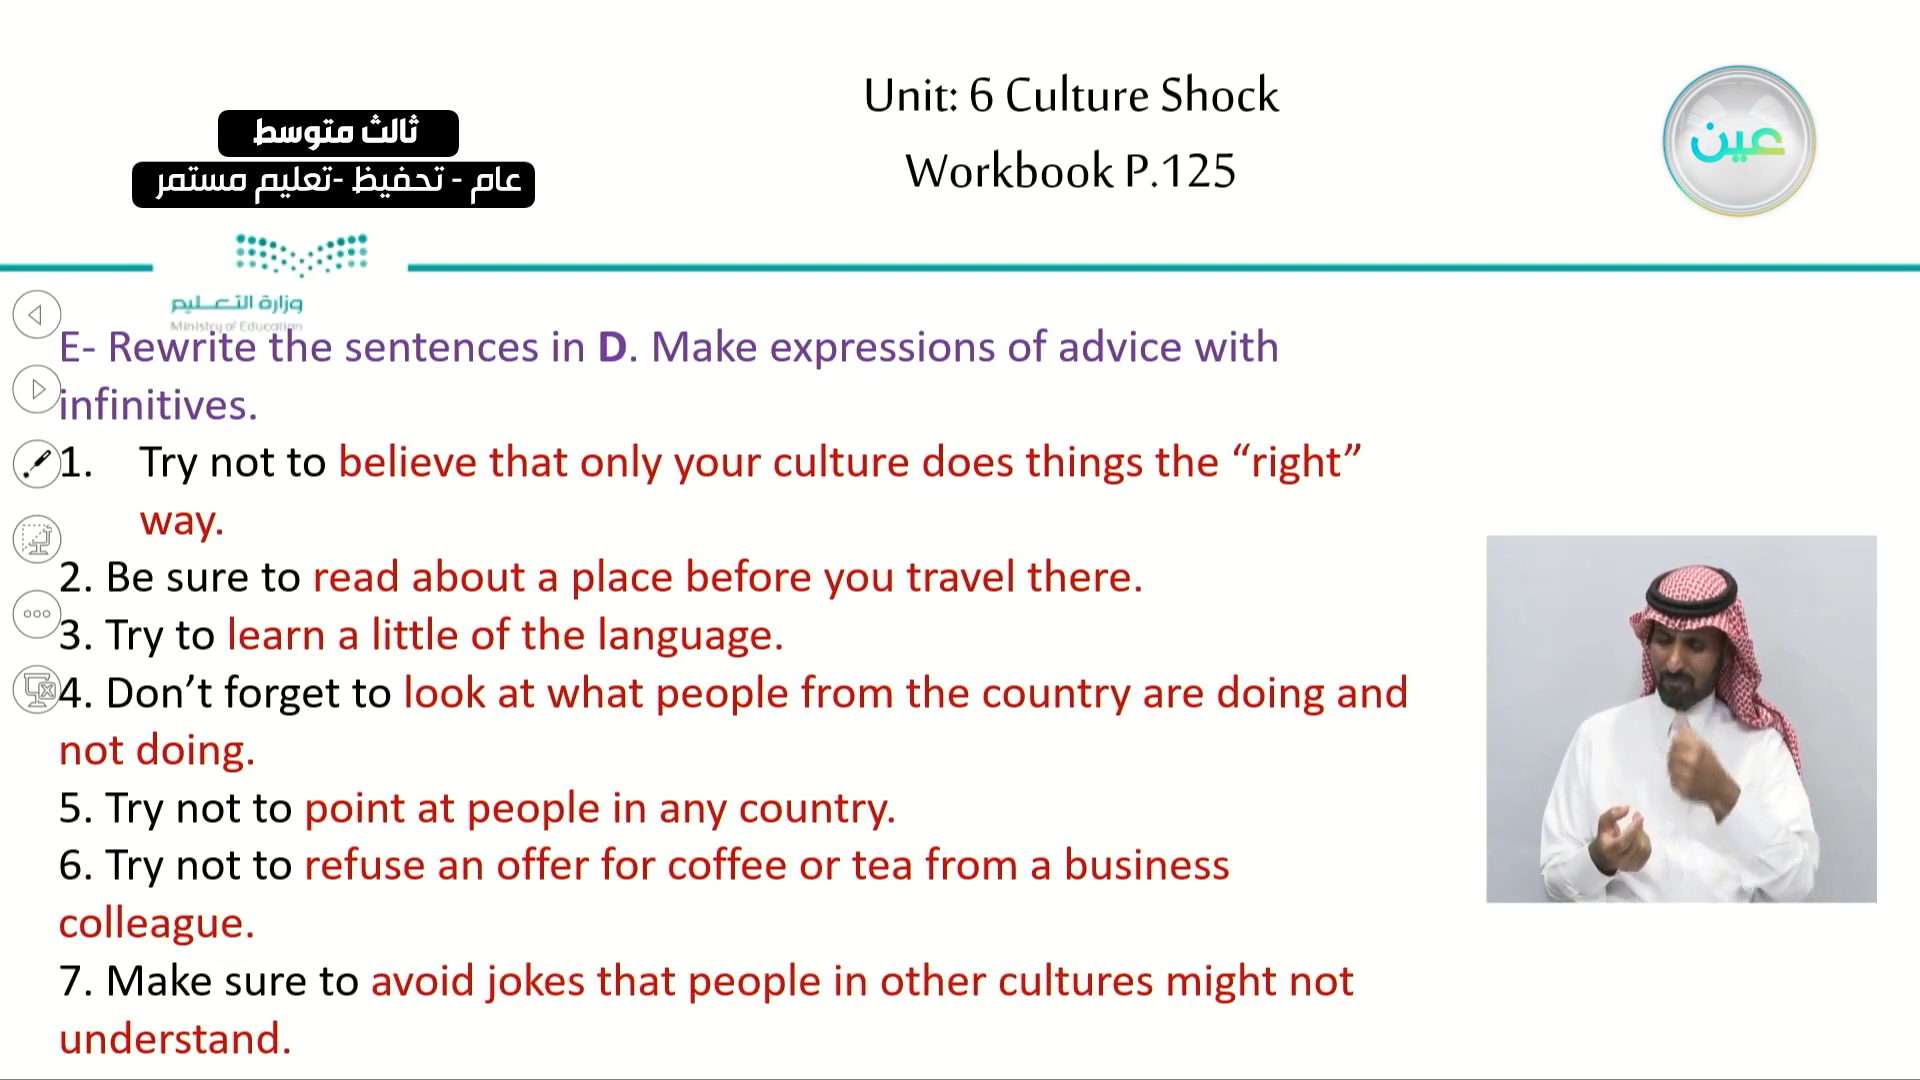 Unit: 6 Culture Shock
Workbook P.125
ثالث متوسط
عام - تحفيظ -تعليم مستمر
عين
وزارة التعليم
Ministry of Education
E- Rewrite the sentences in D. Make expressions of advice with
infinitives.
1. Try not to believe that only your culture does things the “right”
way.
2. Be sure to read about a place before you travel there.
3. Try to learn a little of the language.
4. Don’t forget to look at what people from the country are doing and
not doing.
5. Try not to point at people in any country.
6. Try not to refuse an offer for coffee or tea from a business
colleague.
7. Make sure to avoid jokes that people in other cultures might not
understand.